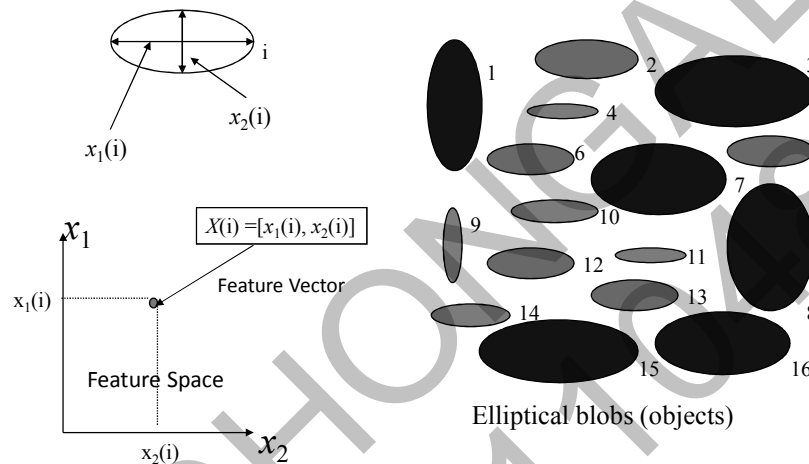 i
x₁(i)
x₂(i)
x₁
X(i) =[x₁(i), x₂(i)]
Feature Vector
x₁(i)
Feature Space
x₂(i)
x₂
1
2
4
6
7
9
10
11
12
13
14
15
16
Elliptical blobs (objects)